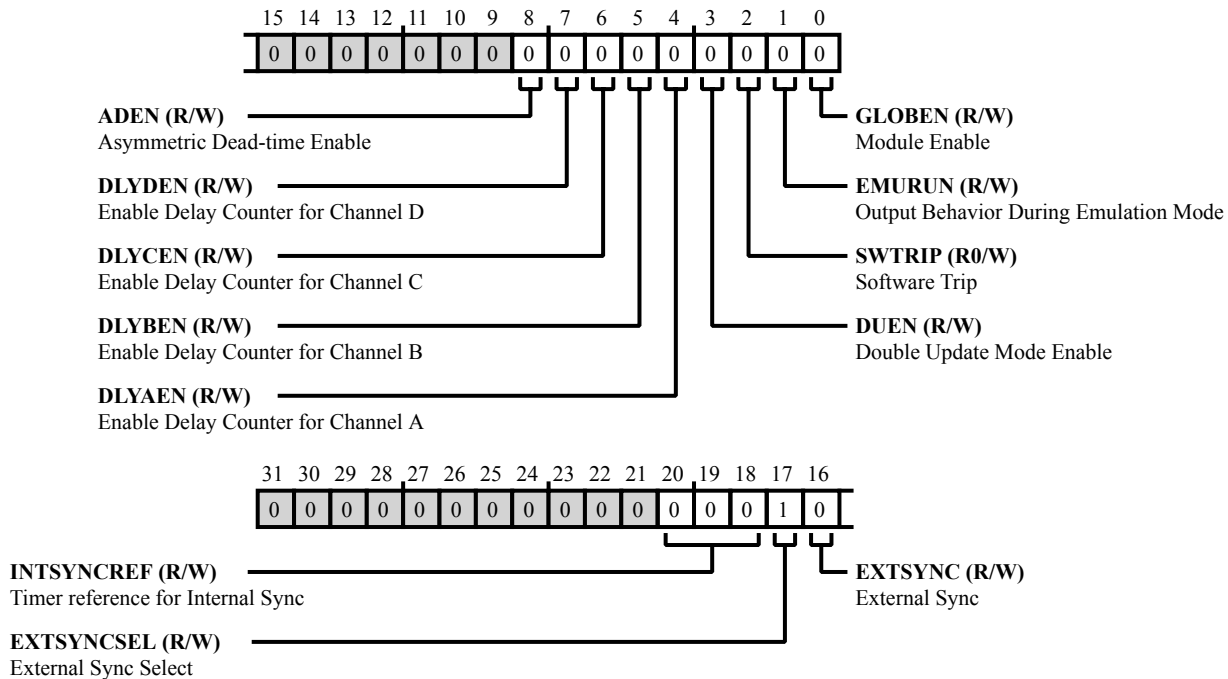 15 14 13 12 11 10 9 8 7 6 5 4 3 2 1 0
0 0 0 0 0 0 0 0 0 0 0 0 0 0 0 0
ADEN (R/W)
Asymmetric Dead-time Enable
GLOBEN (R/W)
Module Enable
DLYDEN (R/W)
Enable Delay Counter for Channel D
EMURUN (R/W)
Output Behavior During Emulation Mode
DLYCEN (R/W)
Enable Delay Counter for Channel C
SWTRIP (R0/W)
Software Trip
DLYBEN (R/W)
Enable Delay Counter for Channel B
DUEN (R/W)
Double Update Mode Enable
DLYAEN (R/W)
Enable Delay Counter for Channel A
31 30 29 28 27 26 25 24 23 22 21 20 19 18 17 16
0 0 0 0 0 0 0 0 0 0 0 0 0 0 1 0
INTSYNCREF (R/W)
Timer reference for Internal Sync
EXTSYNC (R/W)
External Sync
EXTSYNCSEL (R/W)
External Sync Select